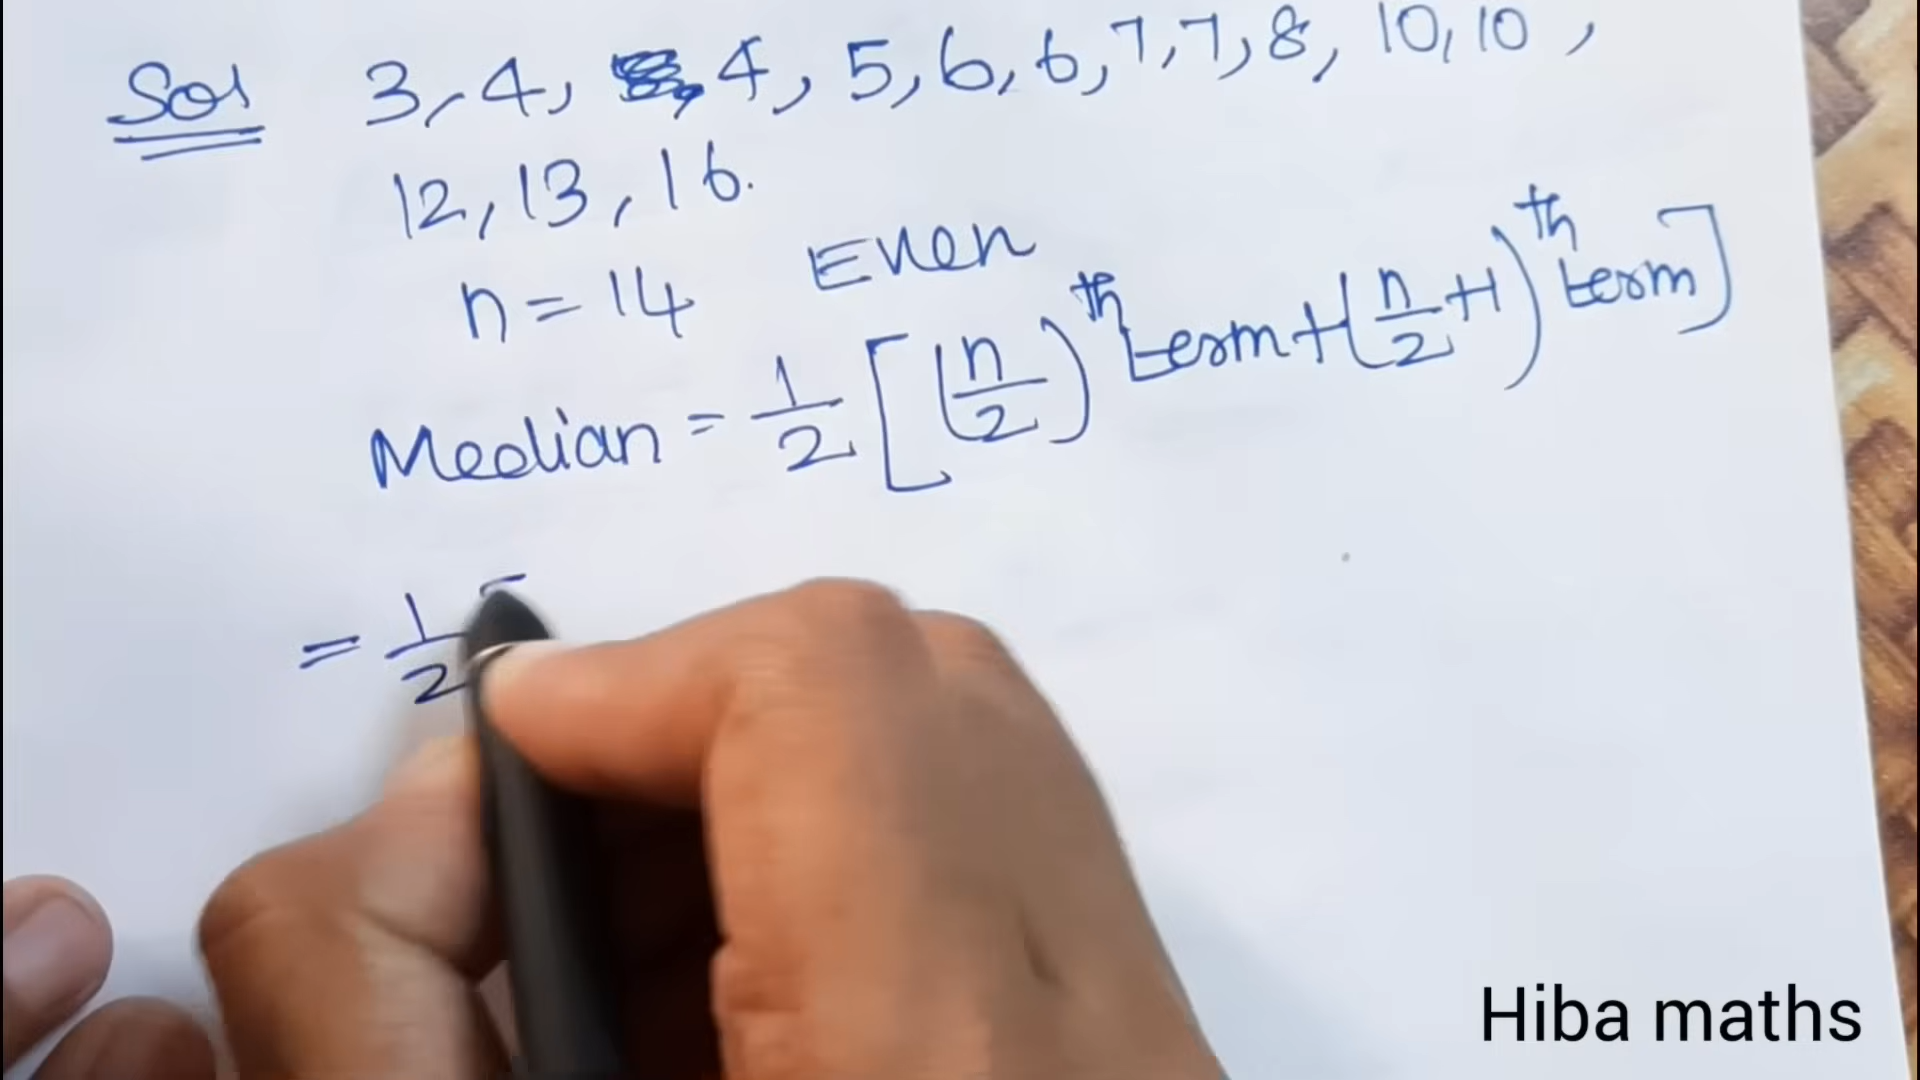 Sol 3, 4, 4, 5, 6, 6, 7, 7, 8, 10, 10,
12, 13, 16.
n = 14 Even
Median = 1/2 [(n/2)th term + (n/2 + 1)th term]
= 1/2 [
Hiba maths